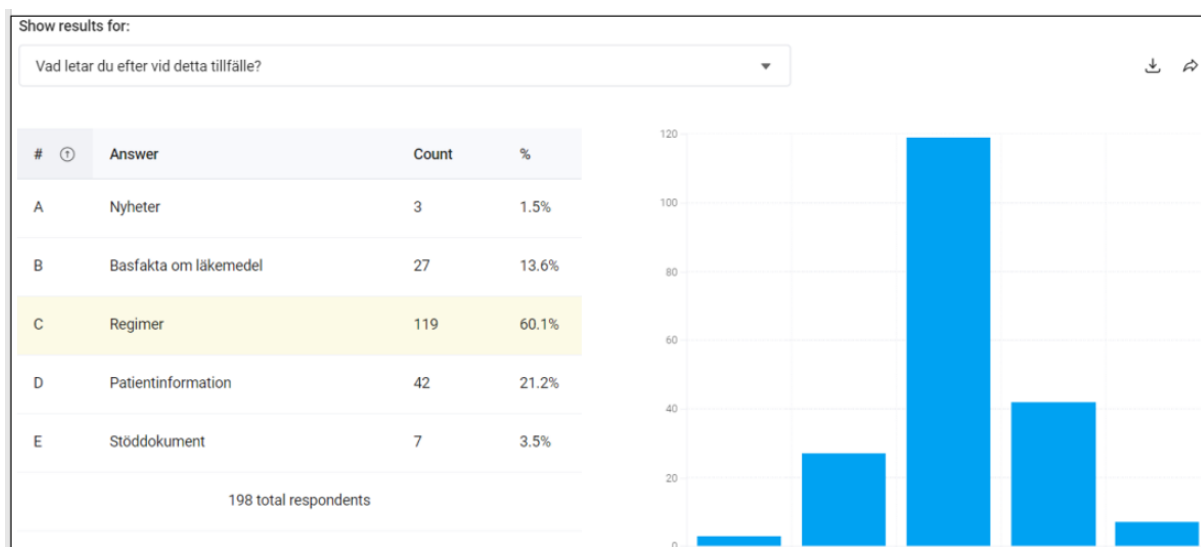 Show results for:
Vad letar du efter vid detta tillfälle?
# Answer Count %
A Nyheter 3 1.5%
B Basfakta om läkemedel 27 13.6%
C Regimer 119 60.1%
D Patientinformation 42 21.2%
E Stöddokument 7 3.5%
198 total respondents
120
100
80
60
40
20
0